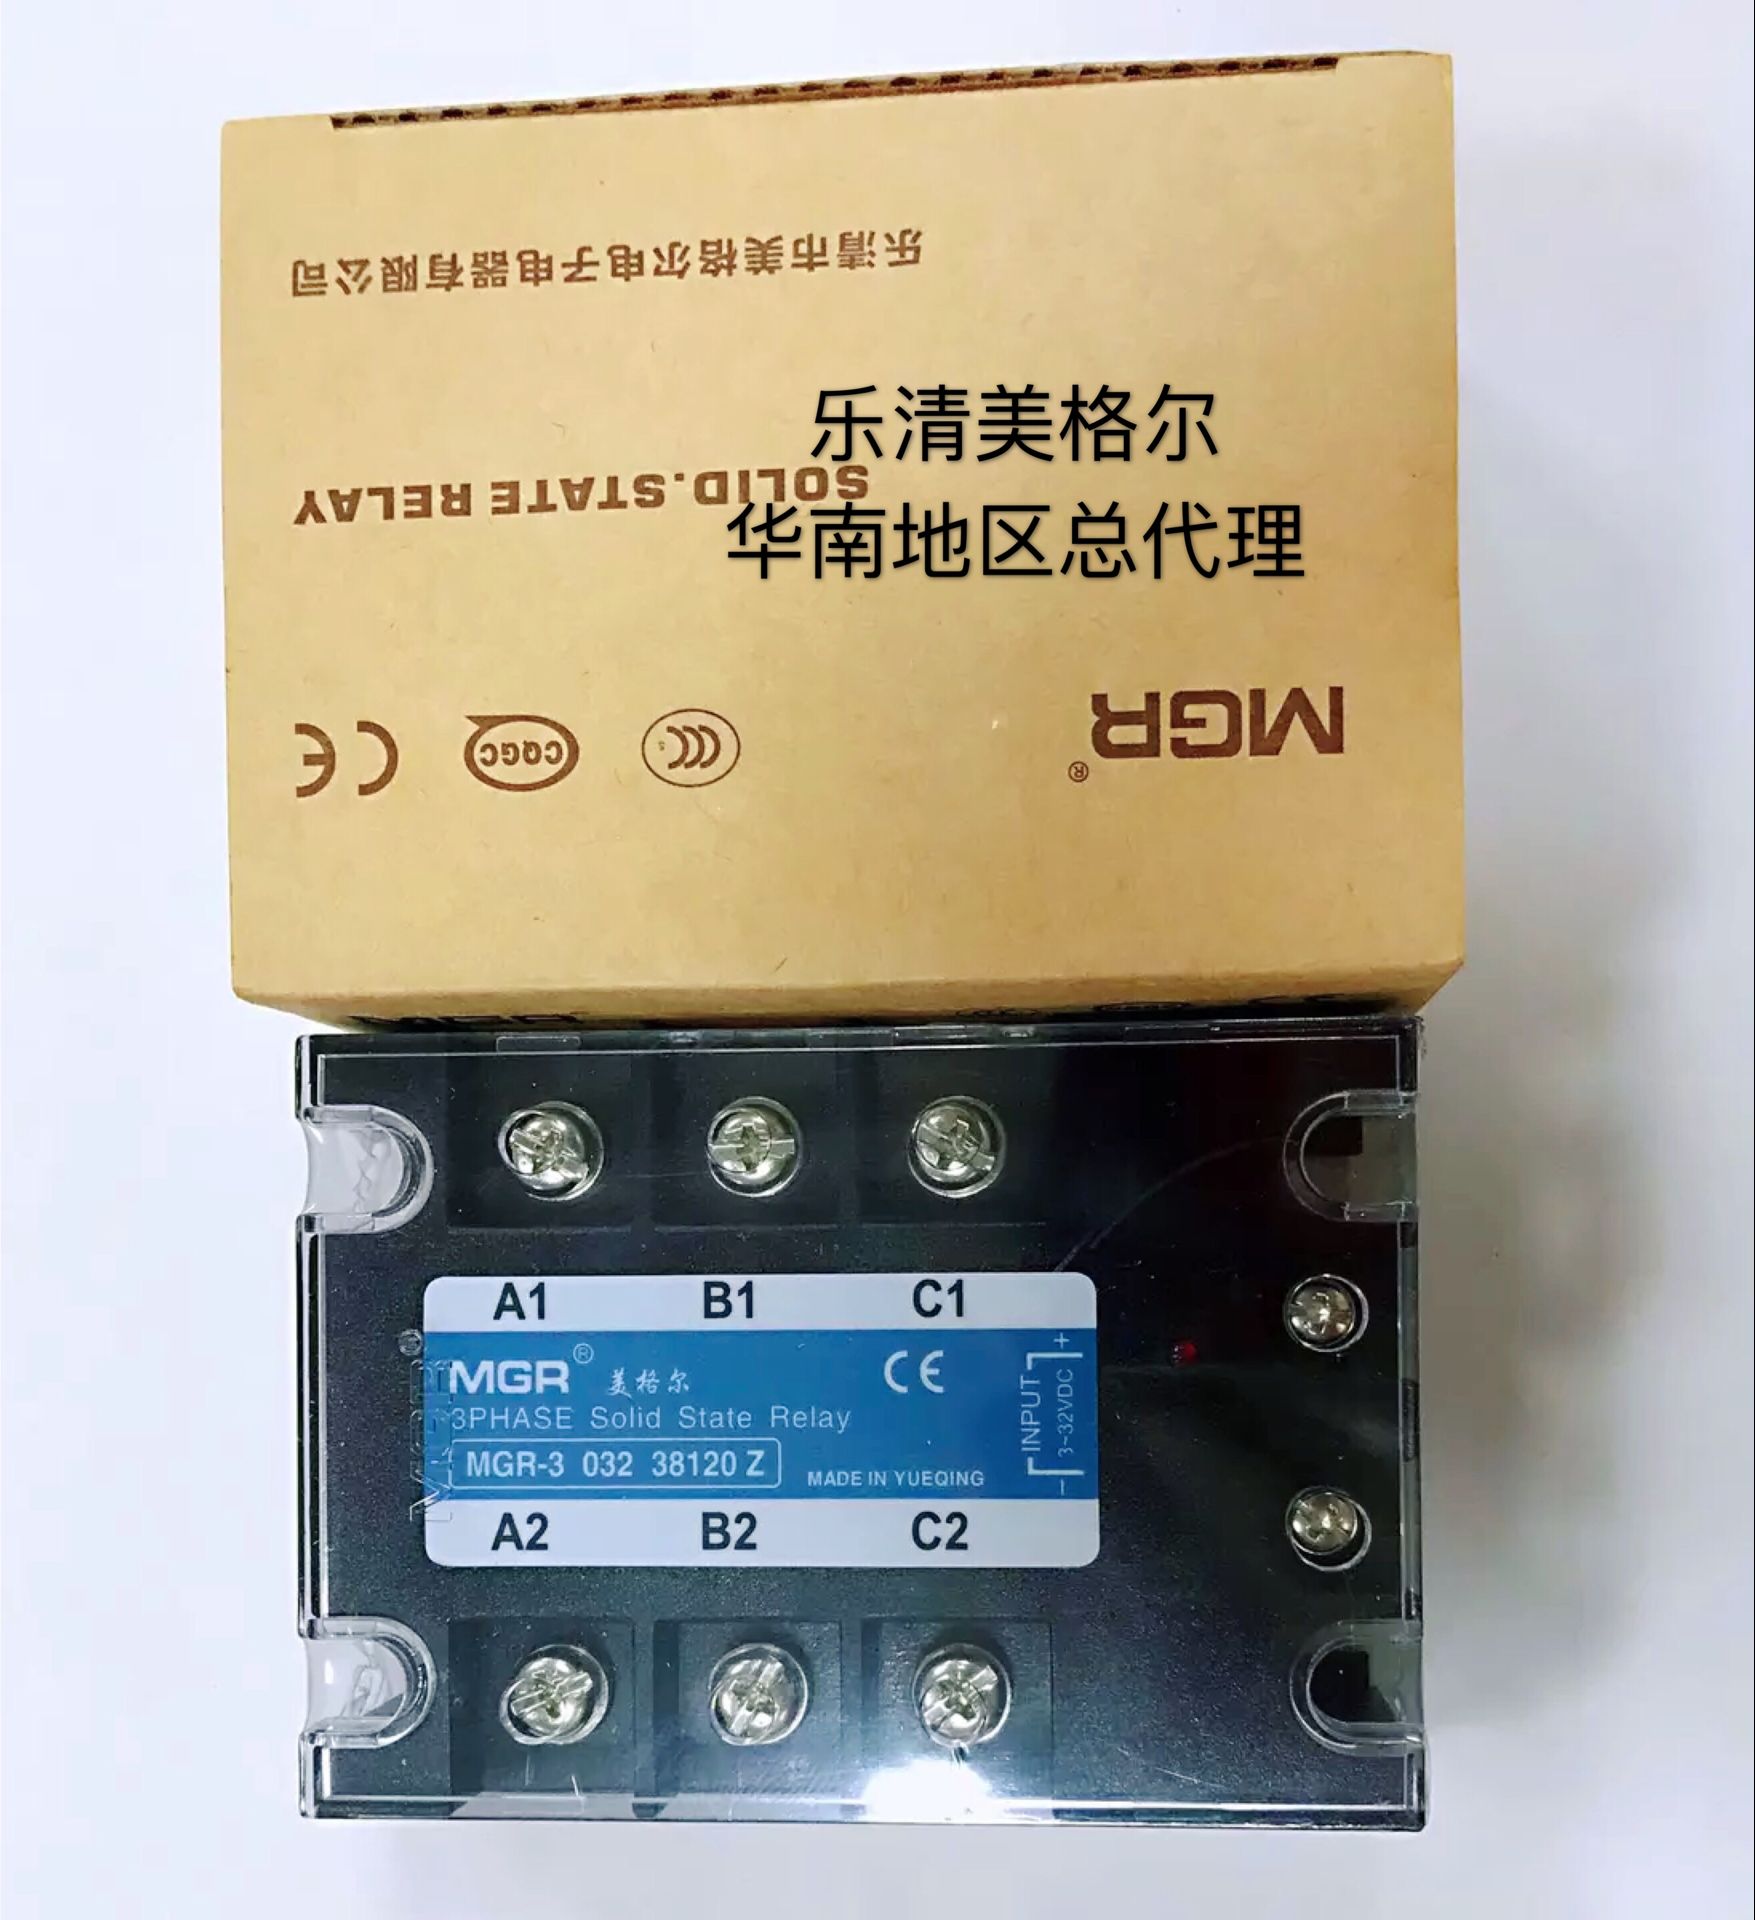 乐清市美格尔电子电器有限公司
乐清美格尔
SOLID.STATE RELAY
华南地区总代理
MGR®
CCC S
CQGC
CE
A1 B1 C1
MGR® 美格尔 CE
3PHASE Solid State Relay
MGR-3 032 38120 Z
MADE IN YUEQING
- INPUT +
3~32VDC
A2 B2 C2